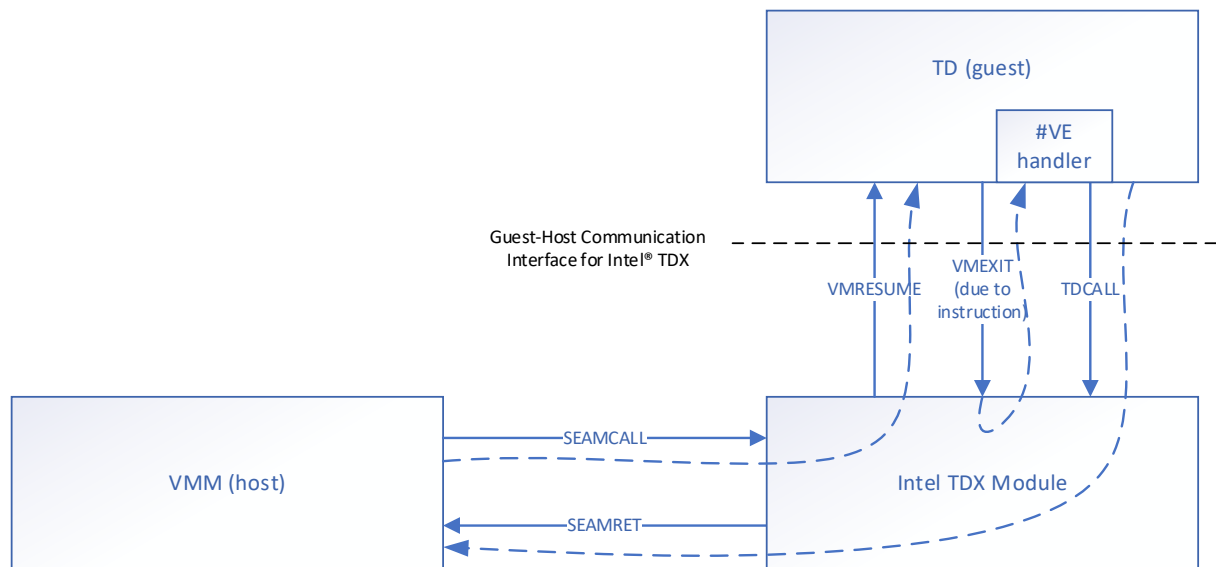 TD (guest)
#VE
handler
Guest-Host Communication
Interface for Intel® TDX
VMRESUME
VMEXIT
(due to
instruction)
TDCALL
SEAMCALL
VMM (host)
Intel TDX Module
SEAMRET